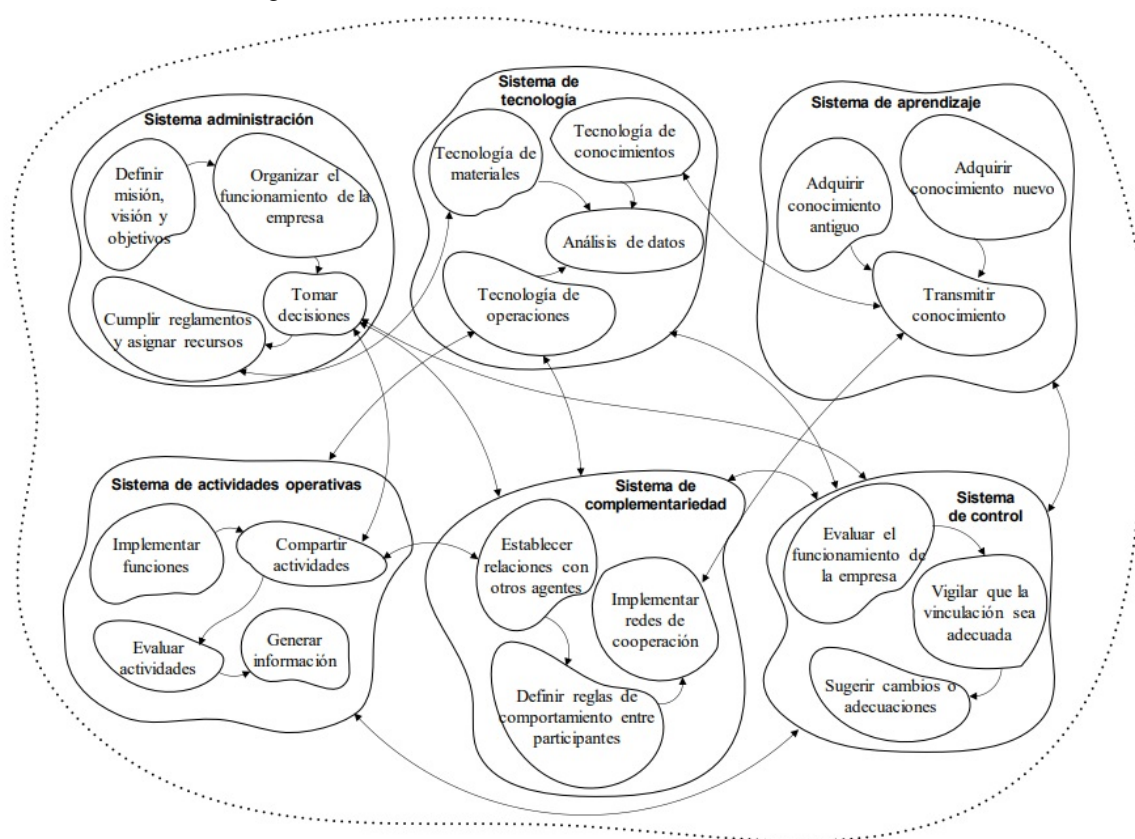 Sistema administración
Definir
misión,
visión y
objetivos
Organizar el
funcionamiento de la
empresa
Tomar
decisiones
Cumplir reglamentos
y asignar recursos
Sistema de
tecnología
Tecnología de
materiales
Tecnología de
conocimientos
Análisis de datos
Tecnología de
operaciones
Sistema de aprendizaje
Adquirir
conocimiento
antiguo
Adquirir
conocimiento nuevo
Transmitir
conocimiento
Sistema de actividades operativas
Implementar
funciones
Compartir
actividades
Evaluar
actividades
Generar
información
Sistema de
complementariedad
Establecer
relaciones con
otros agentes
Implementar
redes de
cooperación
Definir reglas de
comportamiento entre
participantes
Sistema
de control
Evaluar el
funcionamiento de
la empresa
Vigilar que la
vinculación sea
adecuada
Sugerir cambios o
adecuaciones